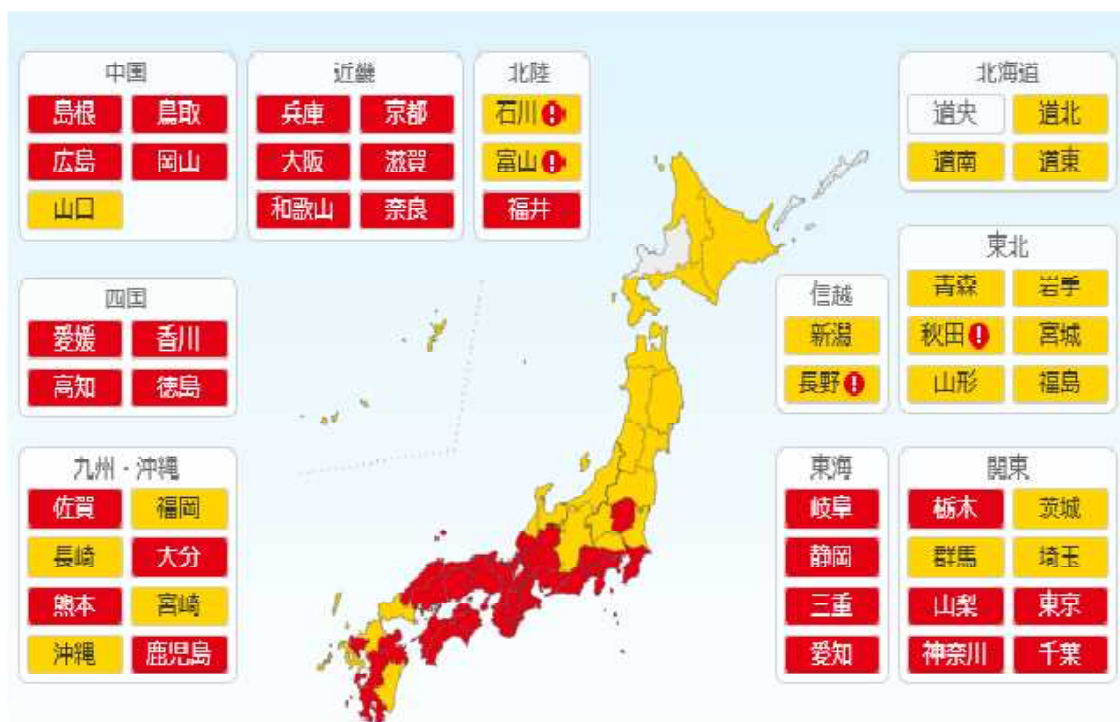 中国
島根 鳥取
広島 岡山
山口
近畿
兵庫 京都
大阪 滋賀
和歌山 奈良
北陸
石川
富山
福井
北海道
道央 道北
道南 道東
東北
青森 岩手
秋田 宮城
山形 福島
信越
新潟
長野
四国
愛媛 香川
高知 徳島
九州・沖縄
佐賀 福岡
長崎 大分
熊本 宮崎
沖縄 鹿児島
東海
岐阜
静岡
三重
愛知
関東
栃木 茨城
群馬 埼玉
山梨 東京
神奈川 千葉